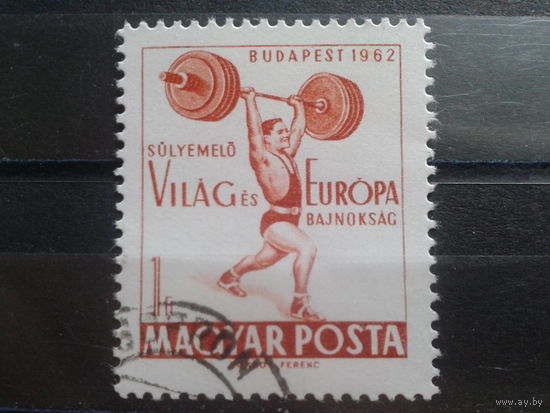 BUDAPEST 1962
SÚLYEMELŐ
VILÁG ÉS EURÓPA
BAJNOKSÁG
1 Ft
MAGYAR POSTA
FERENC
www.ay.by